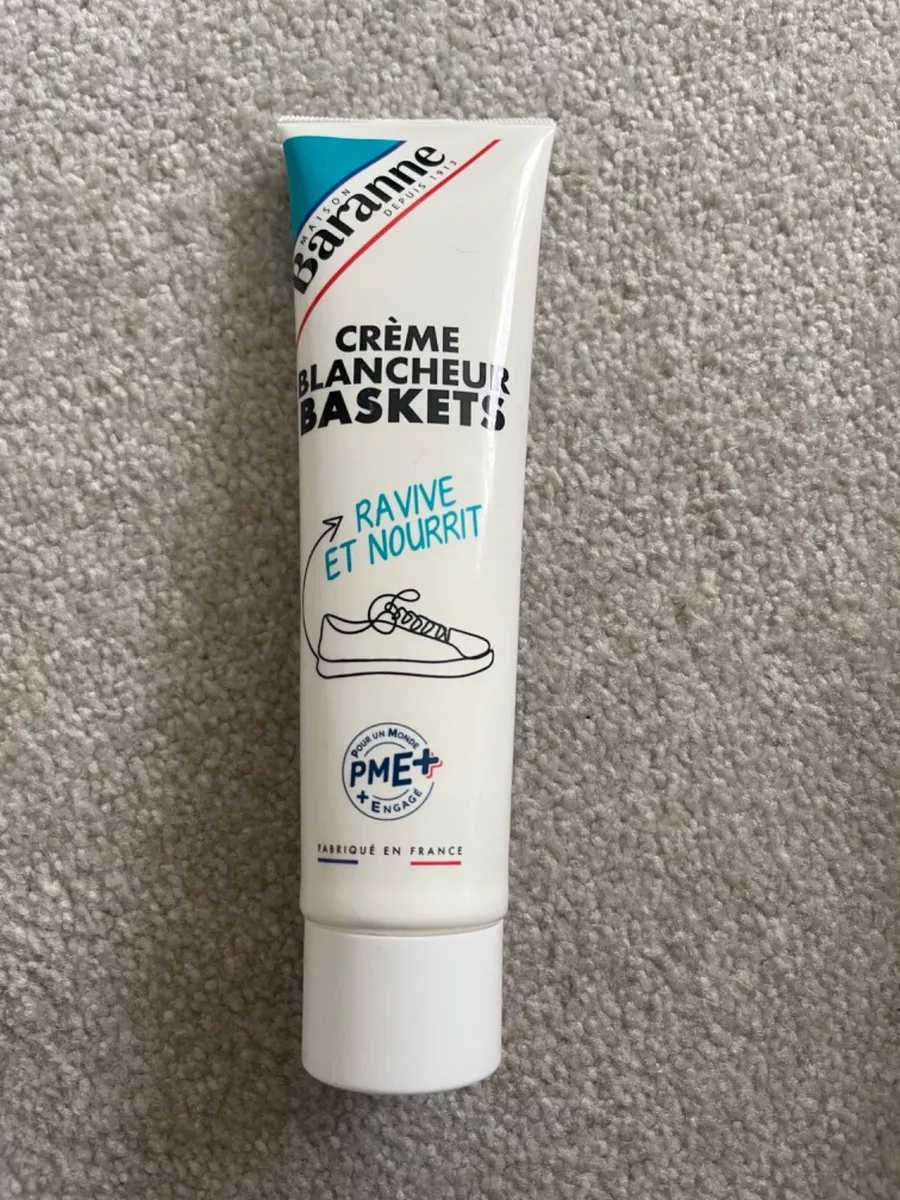 MAISON
Baranne
DEPUIS 1913
CRÈME
BLANCHEUR
BASKETS
RAVIVE
ET NOURRIT
POUR UN MONDE
PME+
+ ENGAGÉ
FABRIQUÉ EN FRANCE